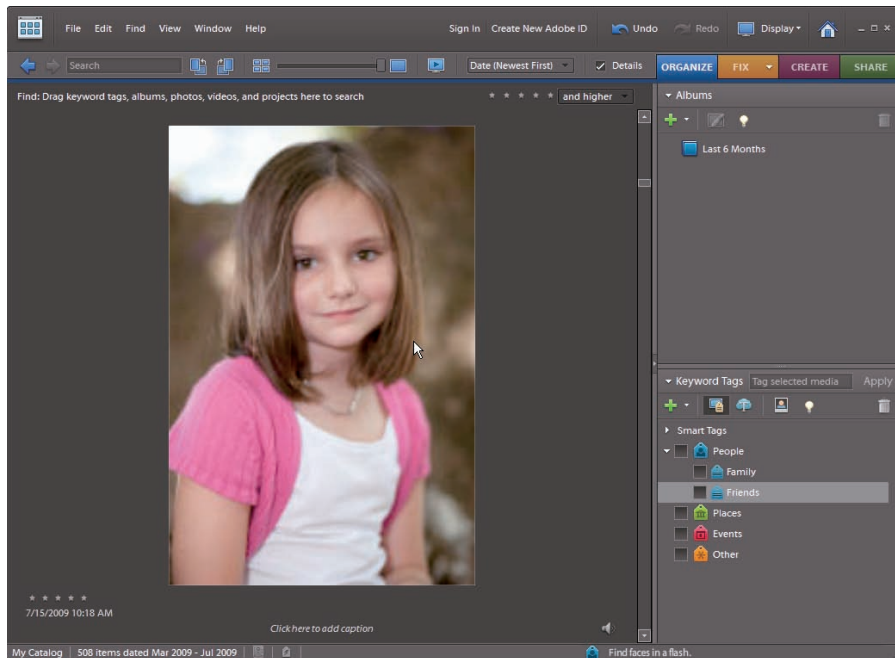 File Edit Find View Window Help Sign In Create New Adobe ID Undo Redo Display
Search Date (Newest First) Details ORGANIZE FIX CREATE SHARE
Find: Drag keyword tags, albums, photos, videos, and projects here to search and higher
Albums
Last 6 Months
Keyword Tags Tag selected media Apply
Smart Tags
People
Family
Friends
Places
Events
Other
7/15/2009 10:18 AM
Click here to add caption
My Catalog 508 items dated Mar 2009 - Jul 2009 Find faces in a flash.